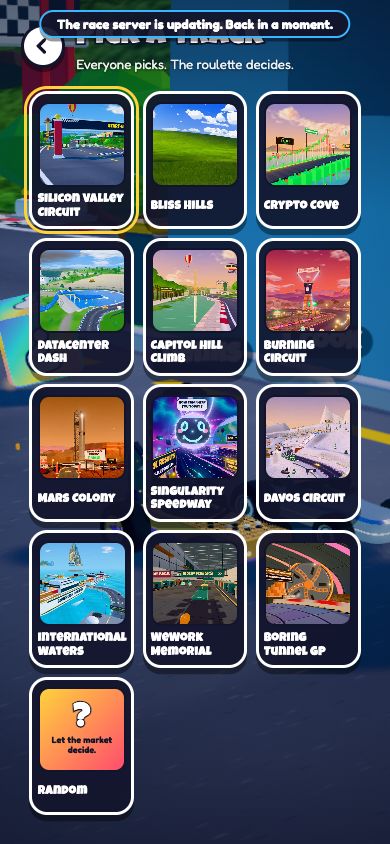 The race server is updating. Back in a moment.
PICK A TRACK
Everyone picks. The roulette decides.
Silicon Valley
Circuit
Bliss Hills
Crypto Cove
Datacenter
Dash
Capitol Hill
Climb
Burning
Circuit
Mars Colony
Singularity
Speedway
Davos Circuit
International
Waters
WeWork
Memorial
Boring
Tunnel GP
?
Let the market
decide.
Random